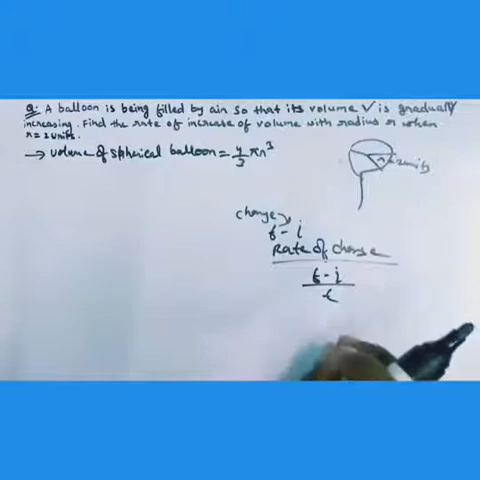 Q: A balloon is being filled by air so that its volume V is gradually
increasing. Find the rate of increase of volume with radius r when
r = 2 units.
→ volume of spherical balloon = 4/3 πr³
r = 2 units
change →
f - i
Rate of change
f - i
t